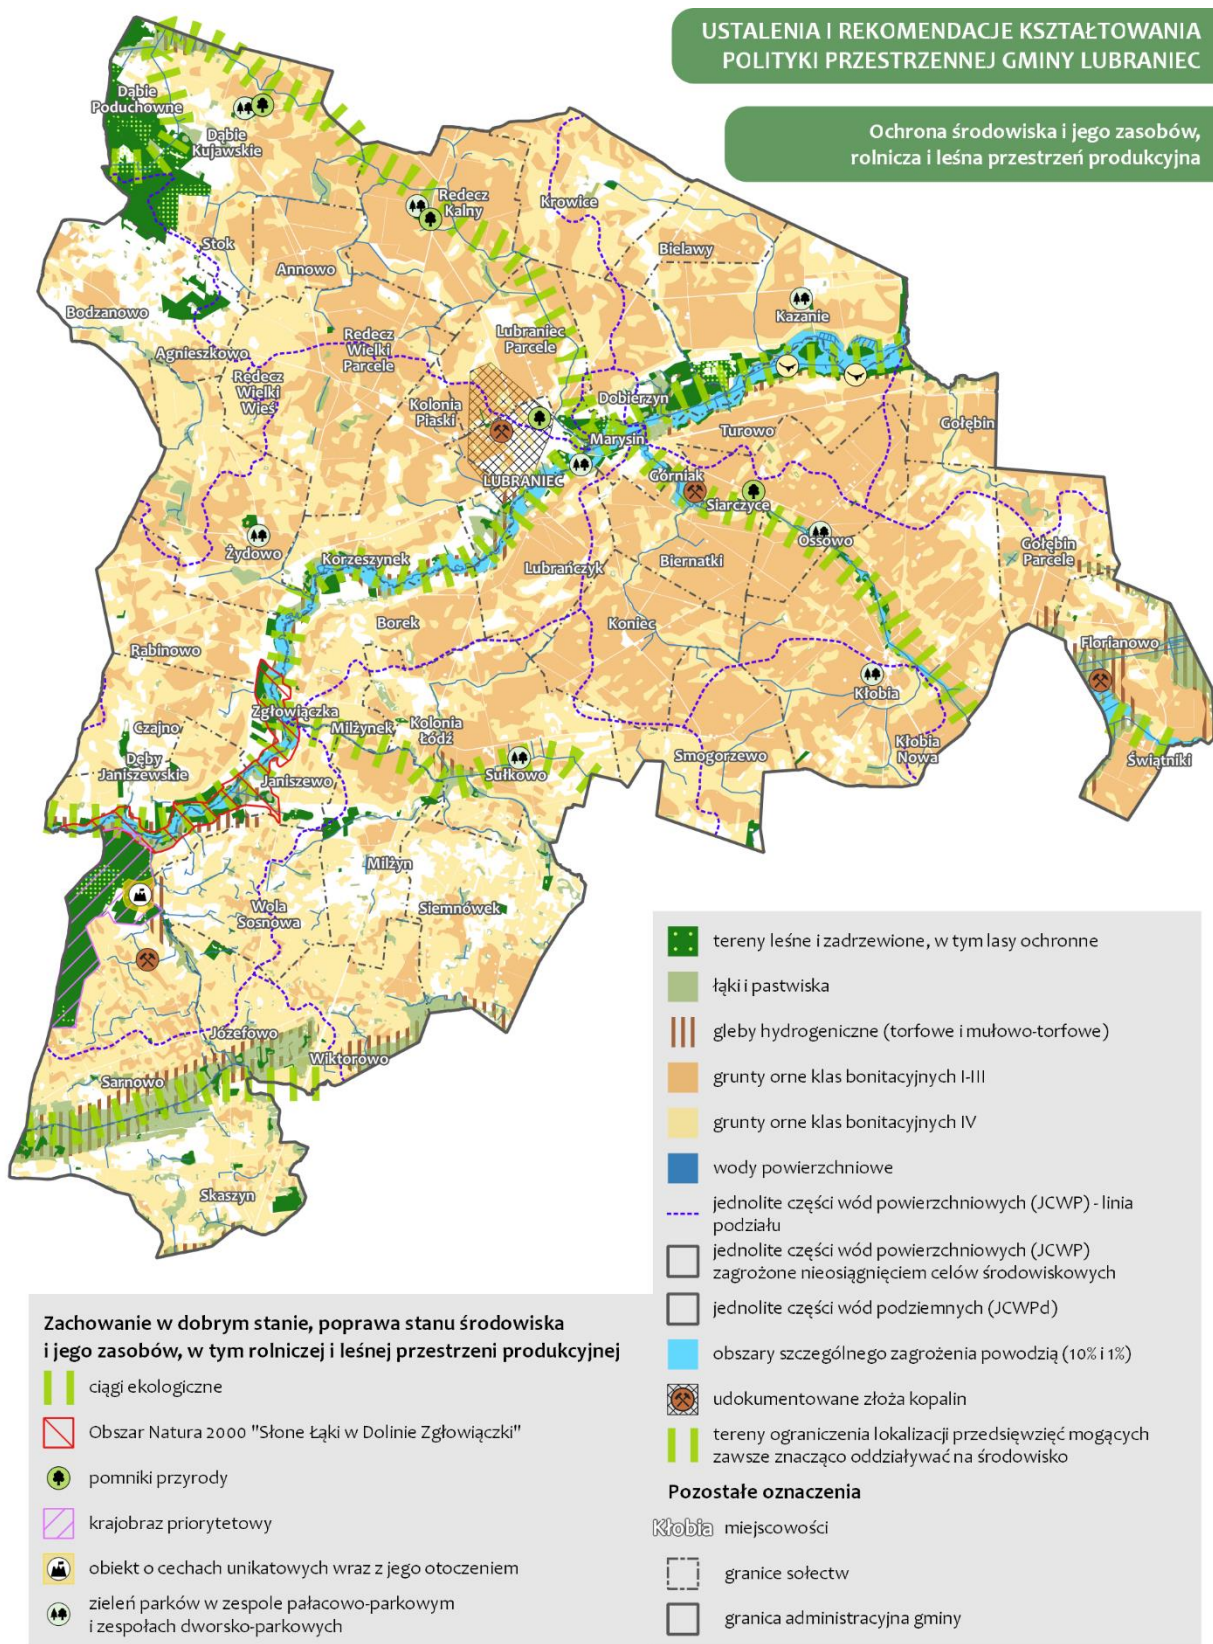 USTALENIA I REKOMENDACJE KSZTAŁTOWANIA
POLITYKI PRZESTRZENNEJ GMINY LUBRANIEC
Ochrona środowiska i jego zasobów,
rolnicza i leśna przestrzeń produkcyjna
Dąbie
Poduchowne
Dąbie
Kujawskie
Redecz
Kalny
Krowice
Stok
Bielawy
Annowo
Bodzanowo
Kazanie
Agnieszkowo
Redecz
Wielki
Parcele
Lubraniec
Parcele
Redecz
Wielki
Wieś
Kolonia
Piaski
Dobierzyn
Marysin
Turowo
Gołębin
LUBRANIEC
Górniak
Siarczyce
Żydowo
Korzeszynek
Lubrańczyk
Biernatki
Ossowo
Gołębin
Parcele
Borek
Koniec
Rabinowo
Florianowo
Kłobia
Zgłowiączka
Milżynek
Kolonia
Łódź
Czajno
Smogorzewo
Kłobia
Nowa
Świątniki
Dęby
Janiszewskie
Janiszewo
Sułkowo
Milżyn
Wola
Sosnowa
Siemnówek
Józefowo
Wiktorowo
Sarnowo
Skaszyn
tereny leśne i zadrzewione, w tym lasy ochronne
łąki i pastwiska
gleby hydrogeniczne (torfowe i mułowo-torfowe)
grunty orne klas bonitacyjnych I-III
grunty orne klas bonitacyjnych IV
wody powierzchniowe
jednolite części wód powierzchniowych (JCWP) - linia
podziału
jednolite części wód powierzchniowych (JCWP)
zagrożone nieosiągnięciem celów środowiskowych
jednolite części wód podziemnych (JCWPd)
obszary szczególnego zagrożenia powodzią (10% i 1%)
udokumentowane złoża kopalin
tereny ograniczenia lokalizacji przedsięwzięć mogących
zawsze znacząco oddziaływać na środowisko
Pozostałe oznaczenia
Kłobia miejscowości
granice sołectw
granica administracyjna gminy
Zachowanie w dobrym stanie, poprawa stanu środowiska
i jego zasobów, w tym rolniczej i leśnej przestrzeni produkcyjnej
ciągi ekologiczne
Obszar Natura 2000 "Słone Łąki w Dolinie Zgłowiączki"
pomniki przyrody
krajobraz priorytetowy
obiekt o cechach unikatowych wraz z jego otoczeniem
zieleń parków w zespole pałacowo-parkowym
i zespołach dworsko-parkowych